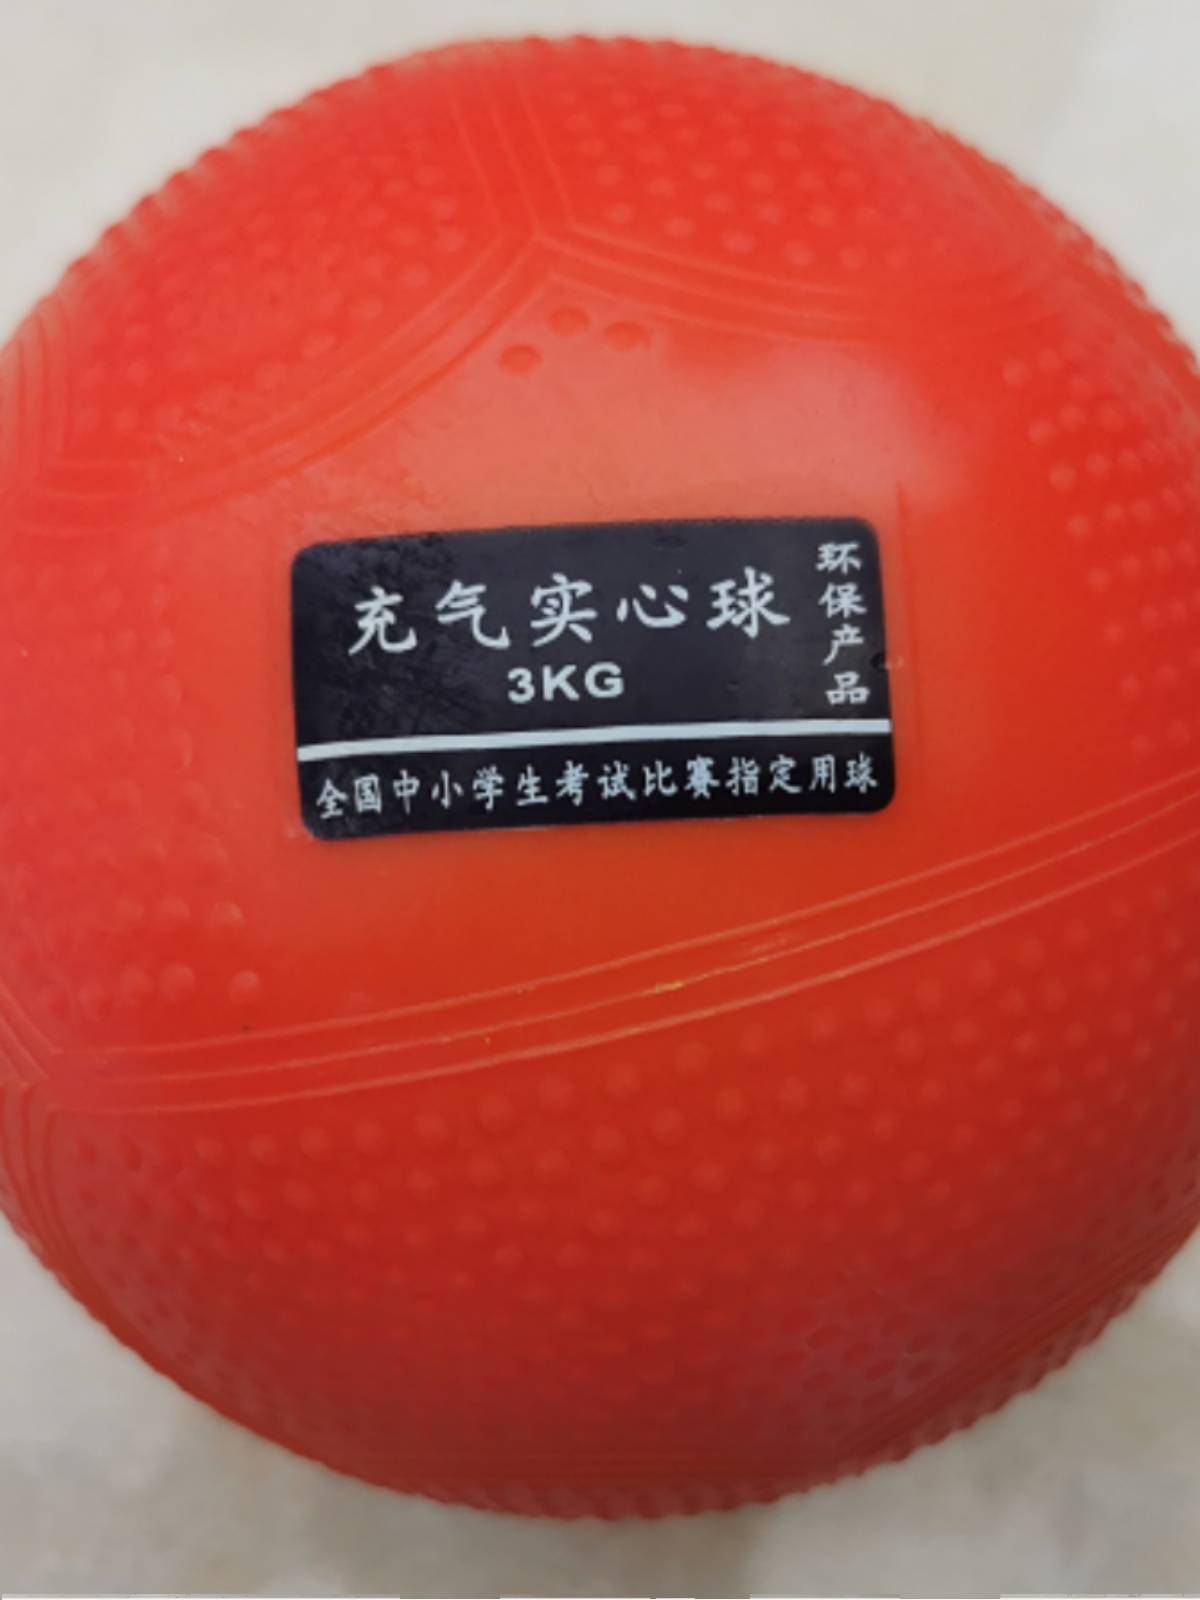 充气实心球
3KG
环保产品
全国中小学生考试比赛指定用球